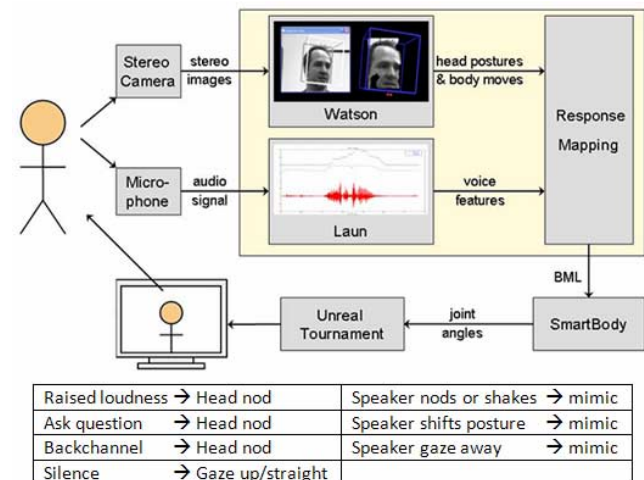 Stereo
Camera
stereo
images
Watson
head postures
& body moves
Response
Mapping
Micro-
phone
audio
signal
Laun
voice
features
BML
SmartBody
joint
angles
Unreal
Tournament
Raised loudness → Head nod
Speaker nods or shakes → mimic
Ask question → Head nod
Speaker shifts posture → mimic
Backchannel → Head nod
Speaker gaze away → mimic
Silence → Gaze up/straight